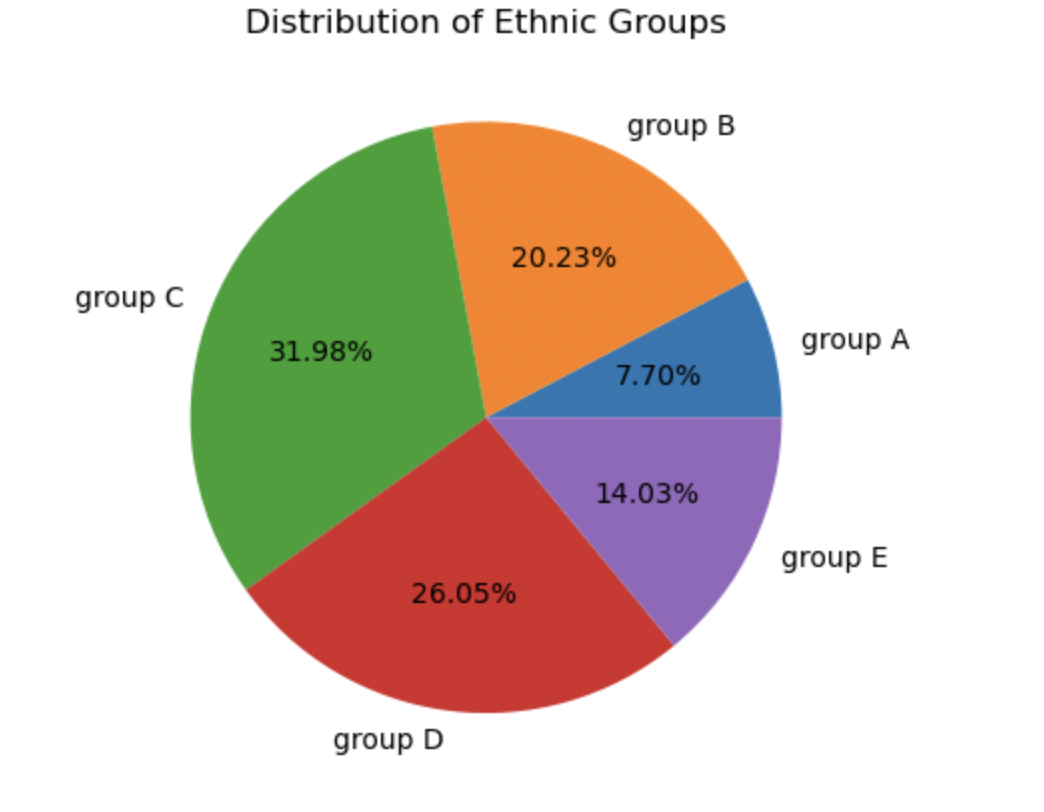 Distribution of Ethnic Groups
group B
20.23%
group C
group A
31.98%
7.70%
14.03%
group E
26.05%
group D